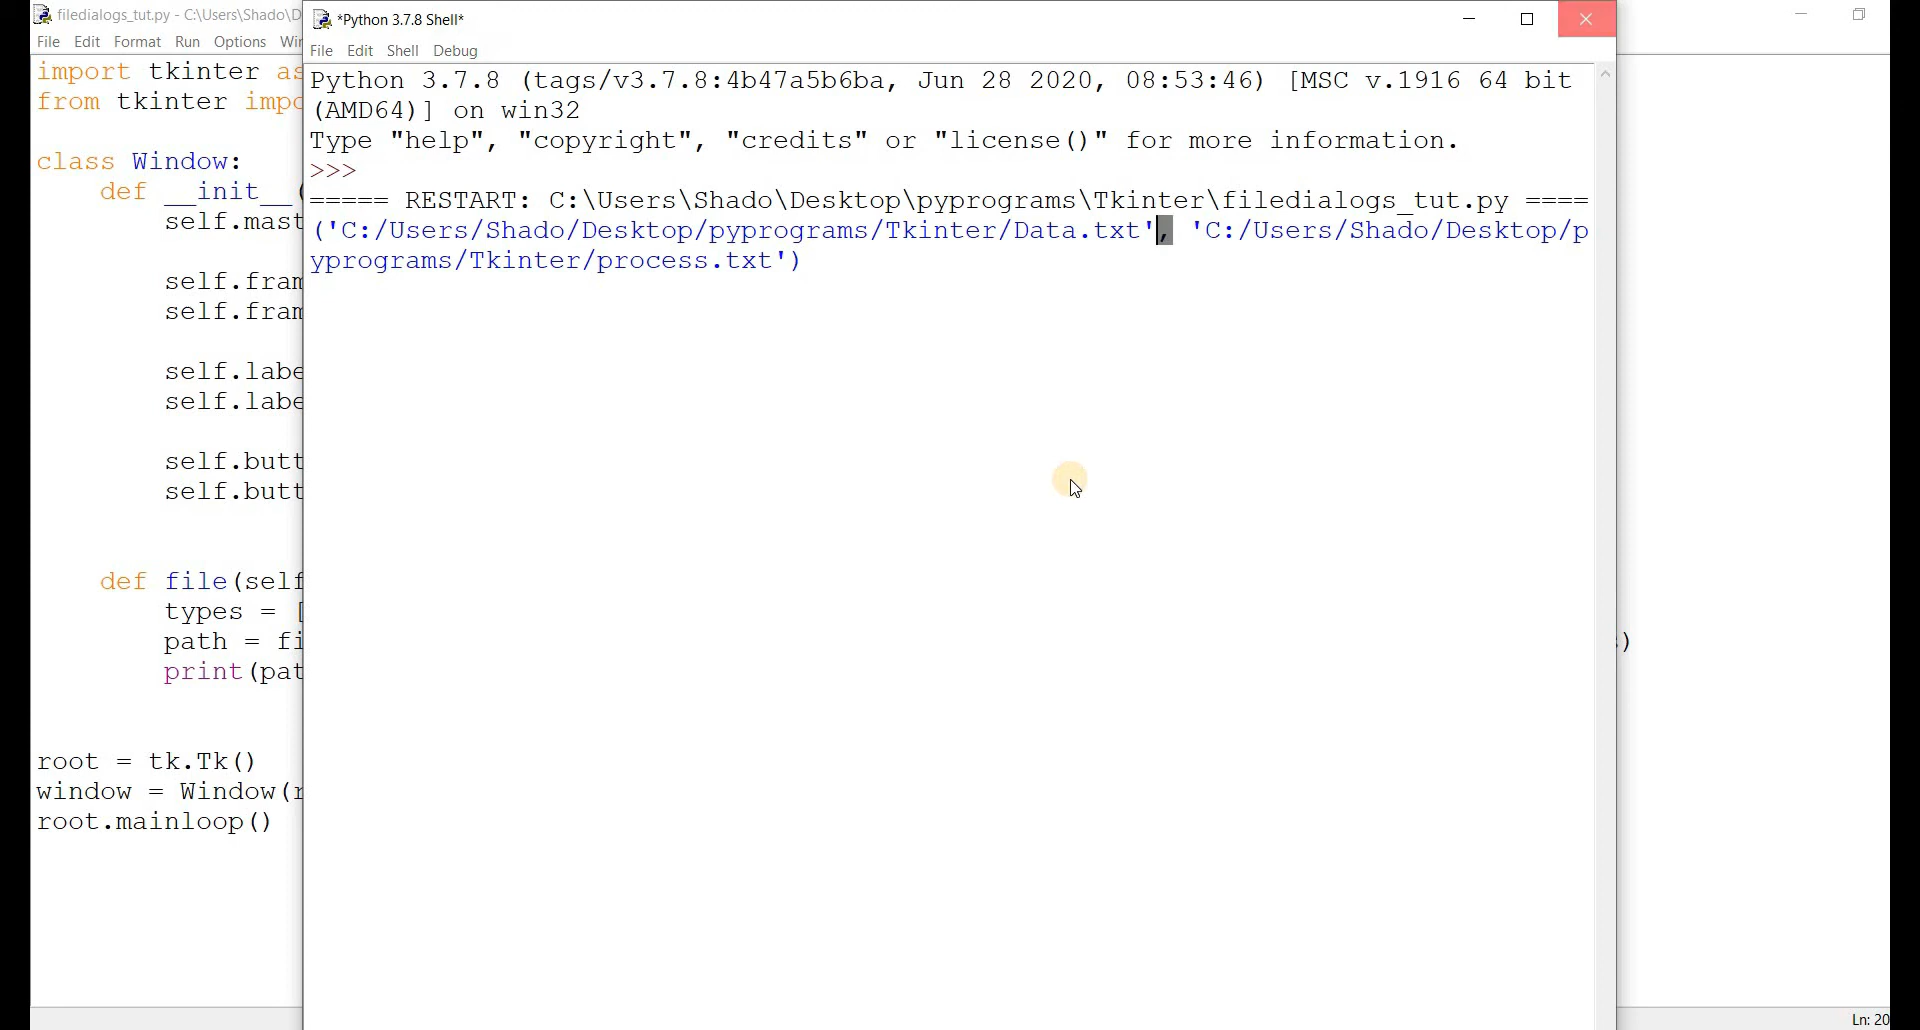 filedialogs_tut.py - C:\Users\Shado\D
File Edit Format Run Options
import tkinter as
from tkinter impo
class Window:
def __init__(
self.mast
self.fram
self.fram
self.labe
self.labe
self.butt
self.butt
def file(self
types = [
path = fi
print(pat
root = tk.Tk()
window = Window(r
root.mainloop()
*Python 3.7.8 Shell*
File Edit Shell Debug
Python 3.7.8 (tags/v3.7.8:4b47a5b6ba, Jun 28 2020, 08:53:46) [MSC v.1916 64 bit
(AMD64)] on win32
Type "help", "copyright", "credits" or "license()" for more information.
>>>
===== RESTART: C:\Users\Shado\Desktop\pyprograms\Tkinter\filedialogs_tut.py ====
('C:/Users/Shado/Desktop/pyprograms/Tkinter/Data.txt', 'C:/Users/Shado/Desktop/p
yprograms/Tkinter/process.txt')
)
Ln: 20